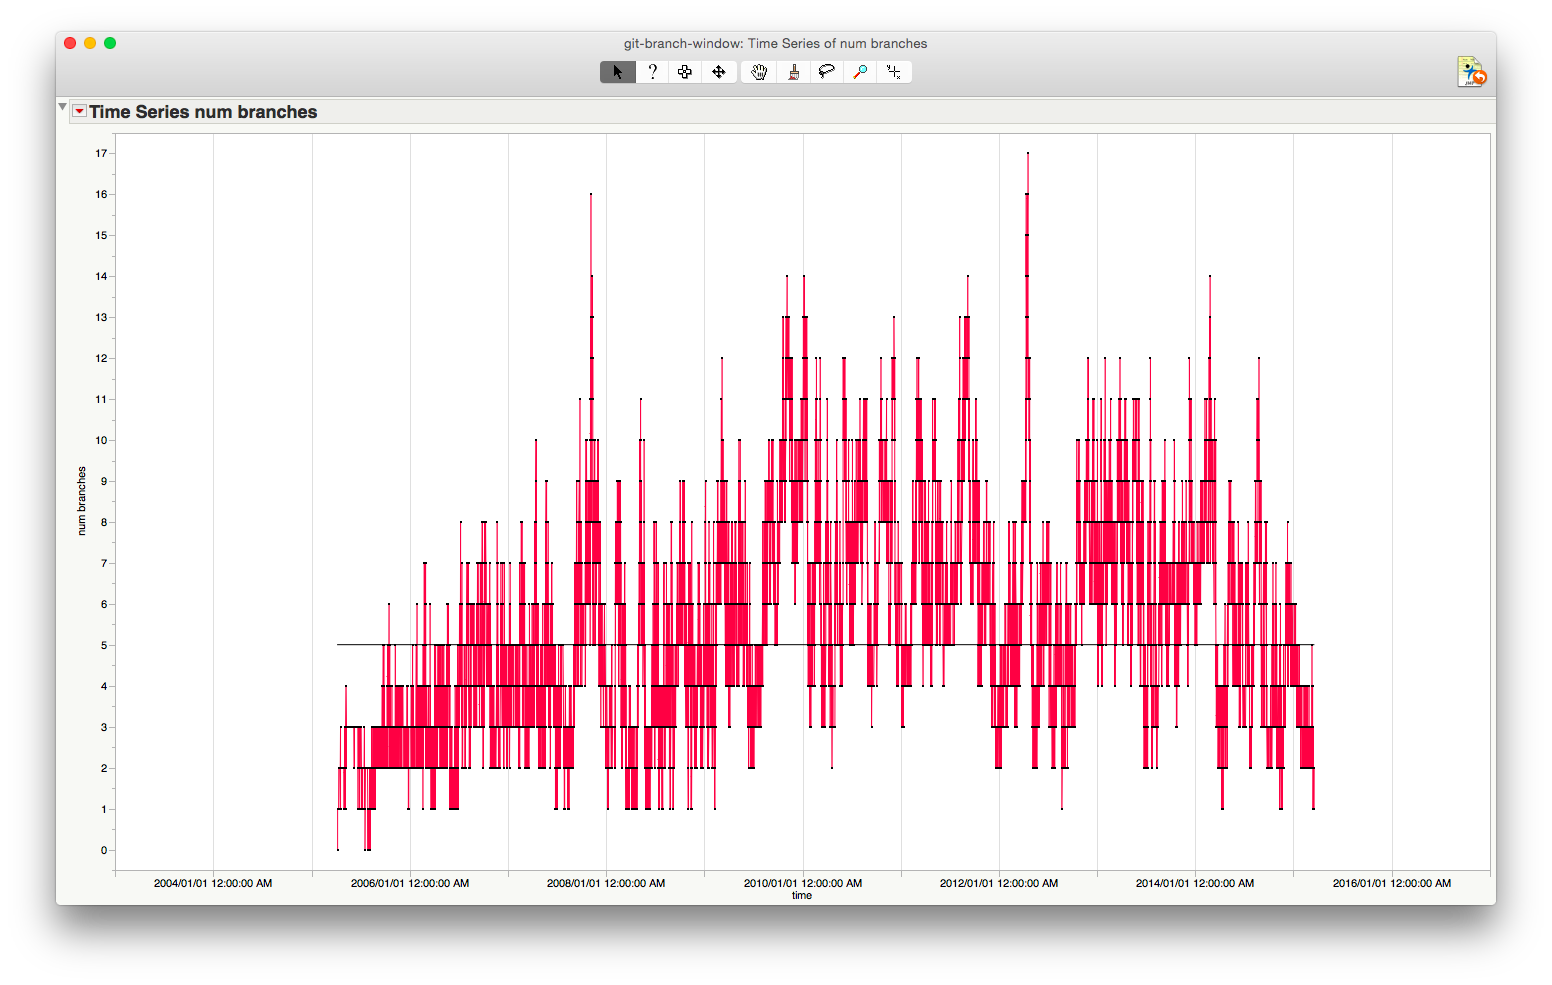 git-branch-window: Time Series of num branches
?
Time Series num branches
17
16
15
14
13
12
11
10
9
8
7
6
5
4
3
2
1
0
num branches
2004/01/01 12:00:00 AM
2006/01/01 12:00:00 AM
2008/01/01 12:00:00 AM
2010/01/01 12:00:00 AM
2012/01/01 12:00:00 AM
2014/01/01 12:00:00 AM
2016/01/01 12:00:00 AM
time